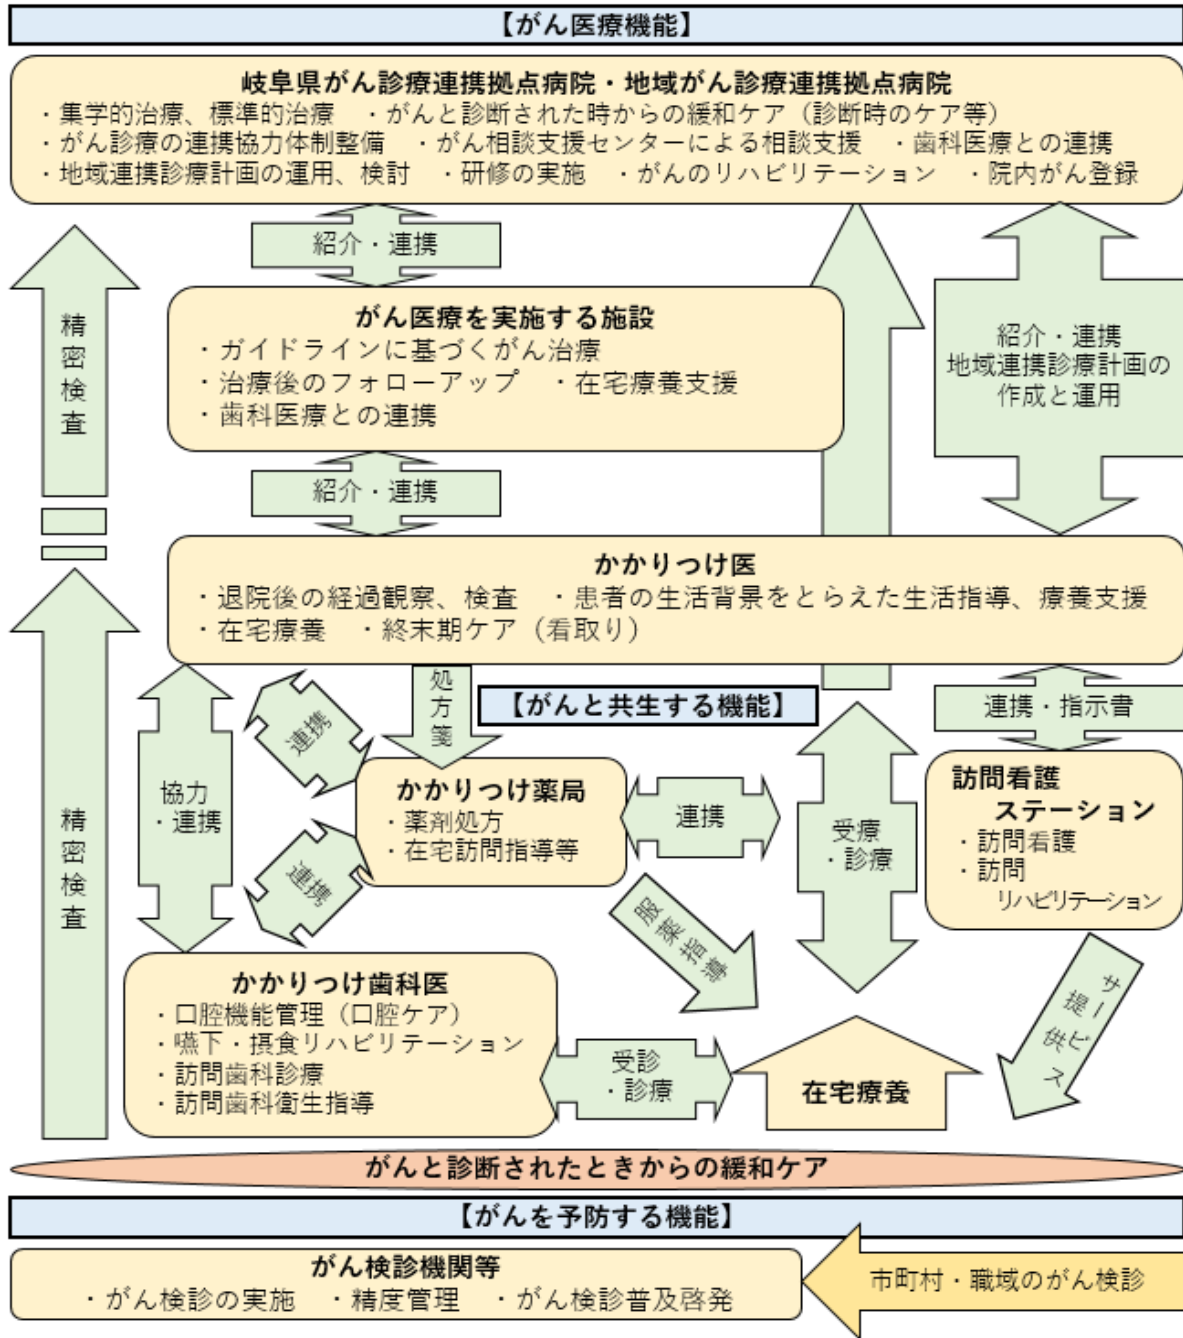 【がん医療機能】
岐阜県がん診療連携拠点病院・地域がん診療連携拠点病院
・集学的治療、標準的治療　・がんと診断された時からの緩和ケア（診断時のケア等）
・がん診療の連携協力体制整備　・がん相談支援センターによる相談支援　・歯科医療との連携
・地域連携診療計画の運用、検討　・研修の実施　・がんのリハビリテーション　・院内がん登録
紹介・連携
精密検査
がん医療を実施する施設
・ガイドラインに基づくがん治療
・治療後のフォローアップ　・在宅療養支援
・歯科医療との連携
紹介・連携
地域連携診療計画の
作成と運用
紹介・連携
かかりつけ医
・退院後の経過観察、検査　・患者の生活背景をとらえた生活指導、療養支援
・在宅療養　・終末期ケア（看取り）
処方箋
【がんと共生する機能】
連携・指示書
連携
協力
・連携
かかりつけ薬局
・薬剤処方
・在宅訪問指導等
連携
受療
・診療
訪問看護
ステーション
・訪問看護
・訪問
リハビリテーション
精密検査
連携
服薬指導
サービス
提供
かかりつけ歯科医
・口腔機能管理（口腔ケア）
・嚥下・摂食リハビリテーション
・訪問歯科診療
・訪問歯科衛生指導
受診
・診療
在宅療養
がんと診断されたときからの緩和ケア
【がんを予防する機能】
がん検診機関等
・がん検診の実施　・精度管理　・がん検診普及啓発
市町村・職域のがん検診